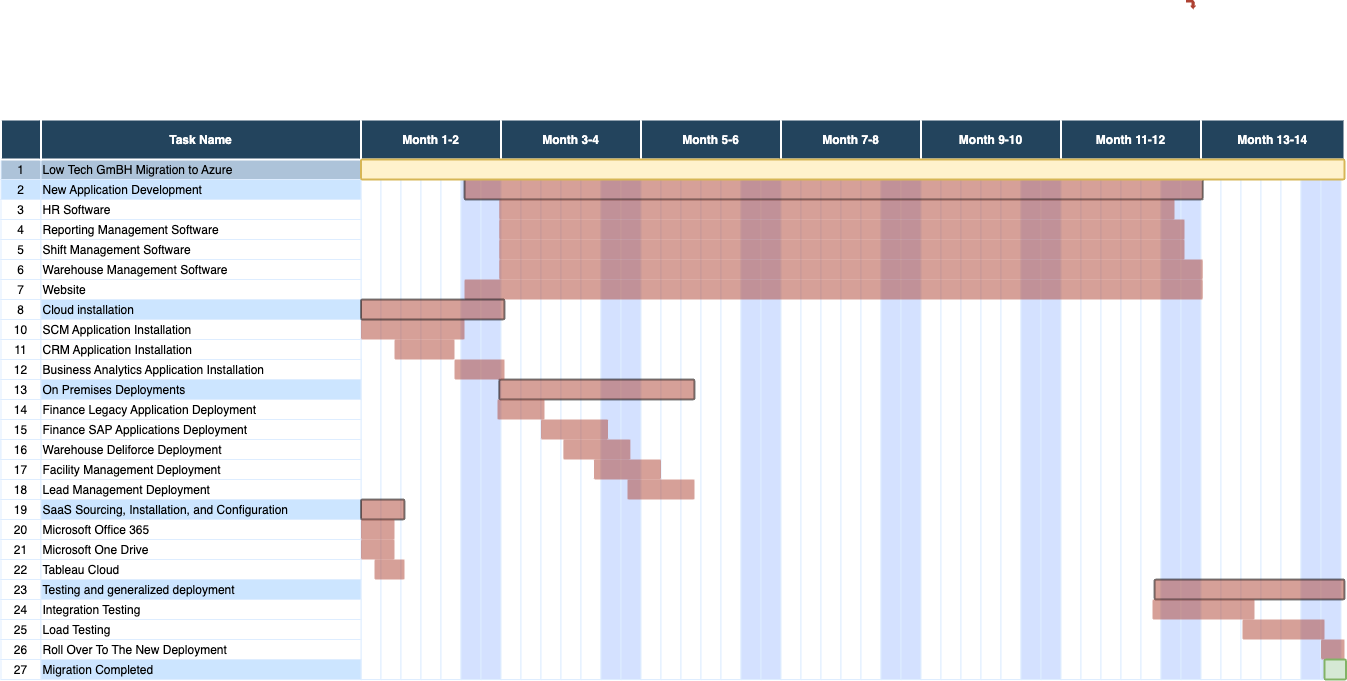 Task Name Month 1-2 Month 3-4 Month 5-6 Month 7-8 Month 9-10 Month 11-12 Month 13-14
1 Low Tech GmBH Migration to Azure
2 New Application Development
3 HR Software
4 Reporting Management Software
5 Shift Management Software
6 Warehouse Management Software
7 Website
8 Cloud installation
10 SCM Application Installation
11 CRM Application Installation
12 Business Analytics Application Installation
13 On Premises Deployments
14 Finance Legacy Application Deployment
15 Finance SAP Applications Deployment
16 Warehouse Deliforce Deployment
17 Facility Management Deployment
18 Lead Management Deployment
19 SaaS Sourcing, Installation, and Configuration
20 Microsoft Office 365
21 Microsoft One Drive
22 Tableau Cloud
23 Testing and generalized deployment
24 Integration Testing
25 Load Testing
26 Roll Over To The New Deployment
27 Migration Completed